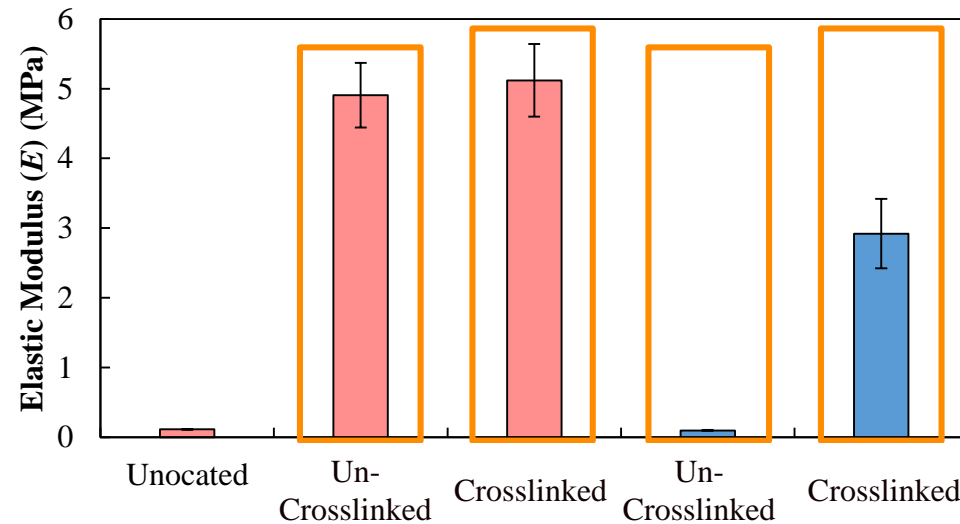 Elastic Modulus (E) (MPa)
6
5
4
3
2
1
0
Unocated
Un-
Crosslinked
Crosslinked
Un-
Crosslinked
Crosslinked